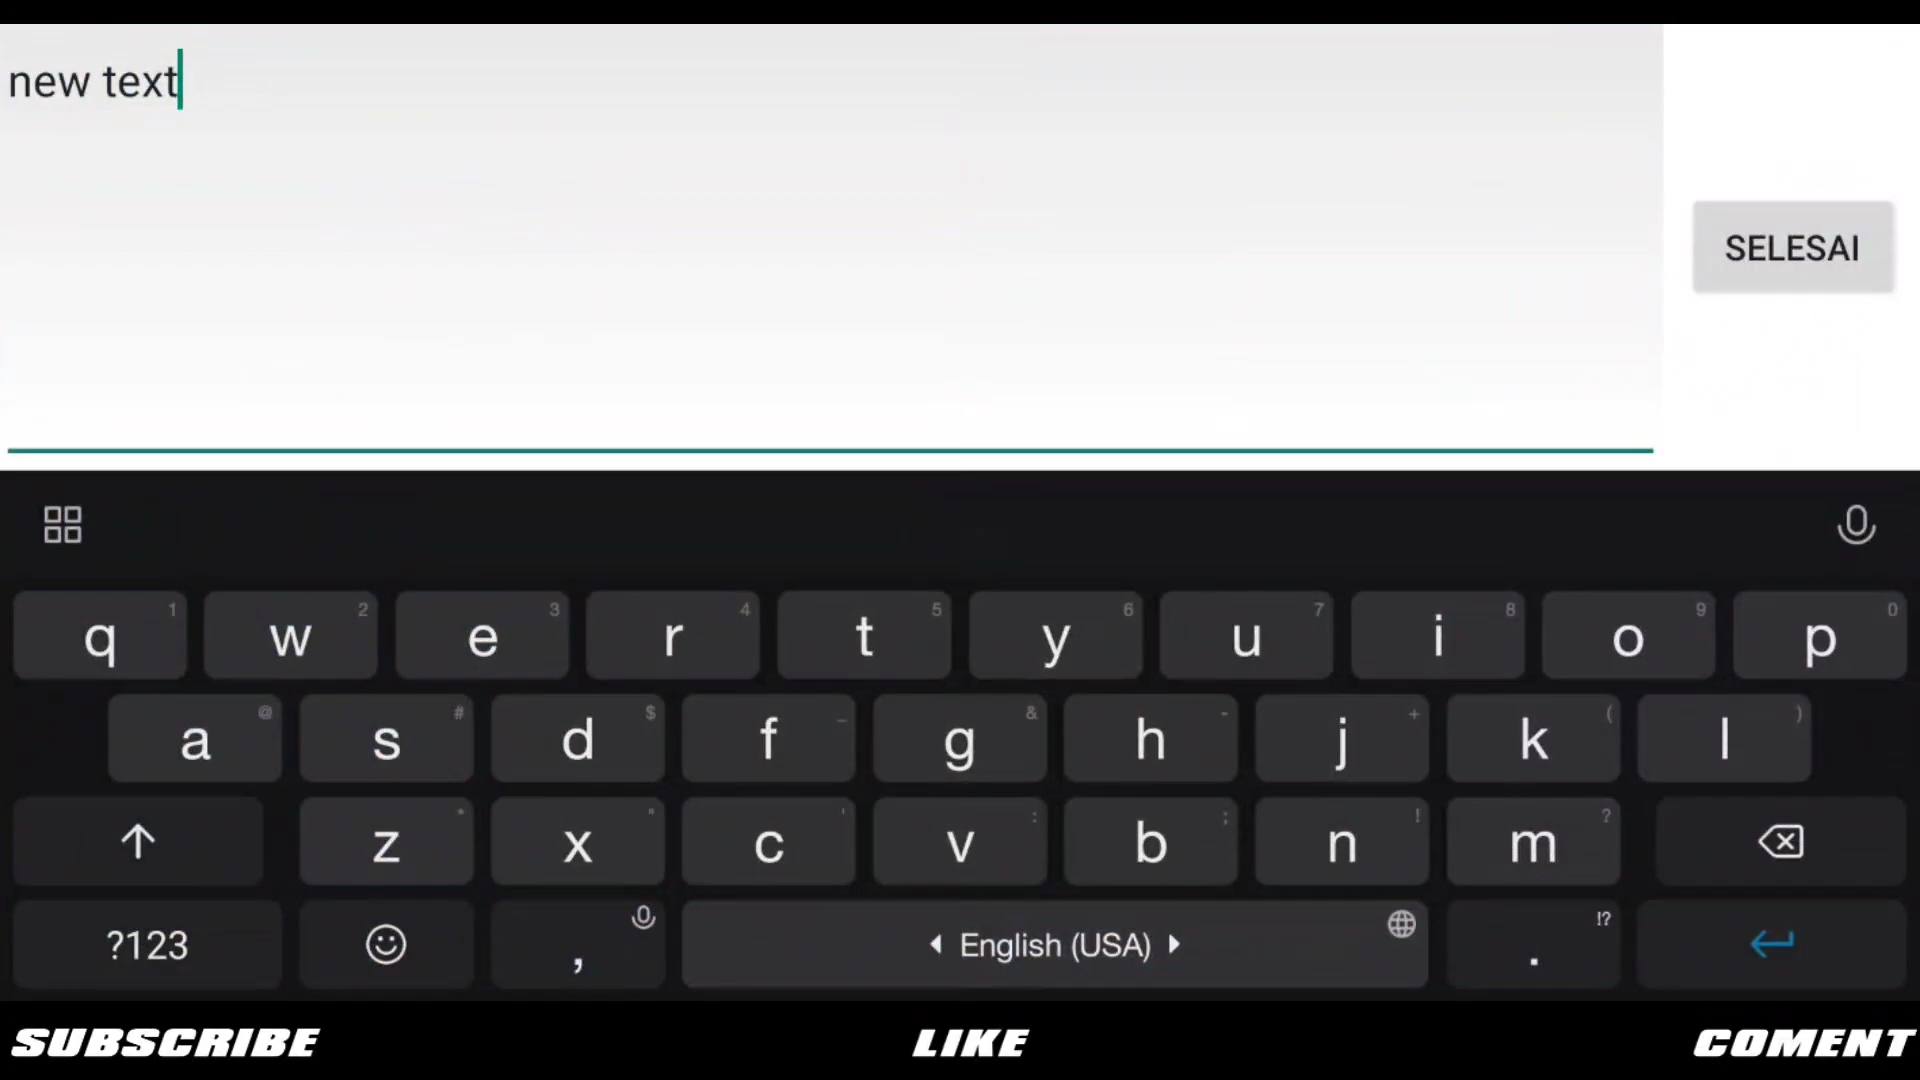 new text
SELESAI
q 1 w 2 e 3 r 4 t 5 y 6 u 7 i 8 o 9 p 0
a @ s # d $ f _ g & h - j + k ( l )
z * x " c ' v : b ; n ! m ?
?123 , English (USA) . !?
SUBSCRIBE LIKE COMENT